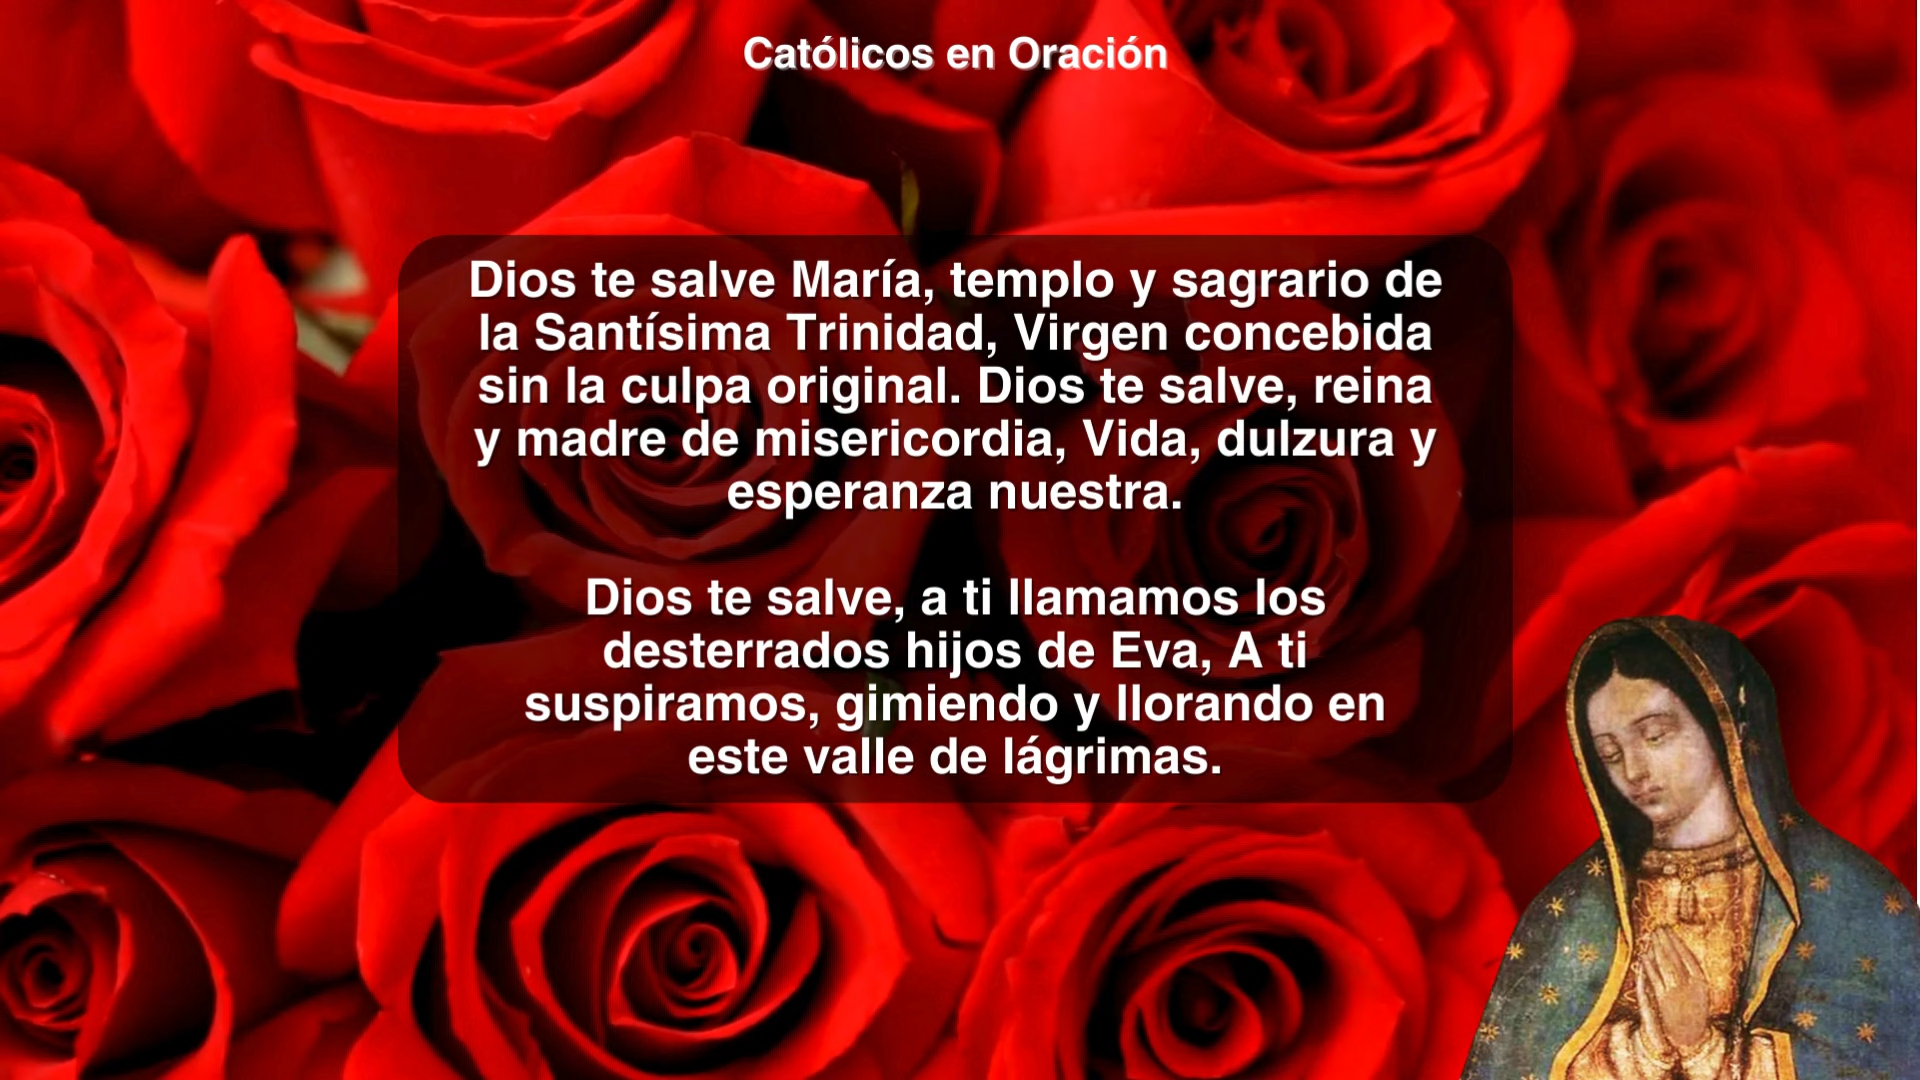 Católicos en Oración
Dios te salve María, templo y sagrario de
la Santísima Trinidad, Virgen concebida
sin la culpa original. Dios te salve, reina
y madre de misericordia, Vida, dulzura y
esperanza nuestra.
Dios te salve, a ti llamamos los
desterrados hijos de Eva, A ti
suspiramos, gimiendo y llorando en
este valle de lágrimas.